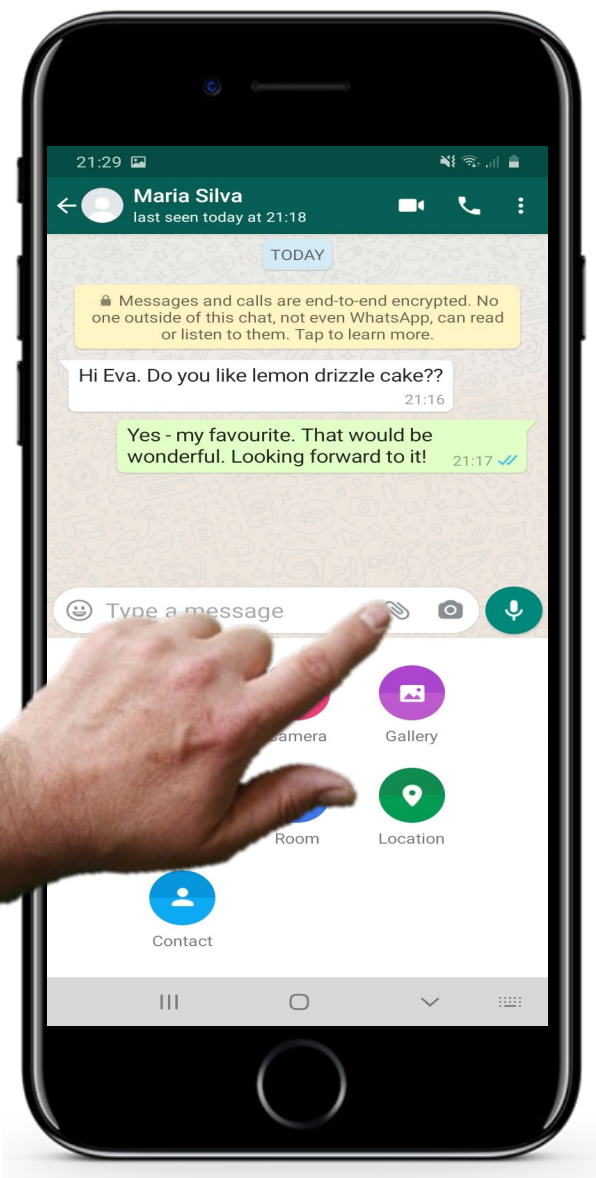 21:29
Maria Silva
last seen today at 21:18
TODAY
Messages and calls are end-to-end encrypted. No
one outside of this chat, not even WhatsApp, can read
or listen to them. Tap to learn more.
Hi Eva. Do you like lemon drizzle cake??
21:16
Yes - my favourite. That would be
wonderful. Looking forward to it! 21:17
Type a message
Camera Gallery
Room Location
Contact